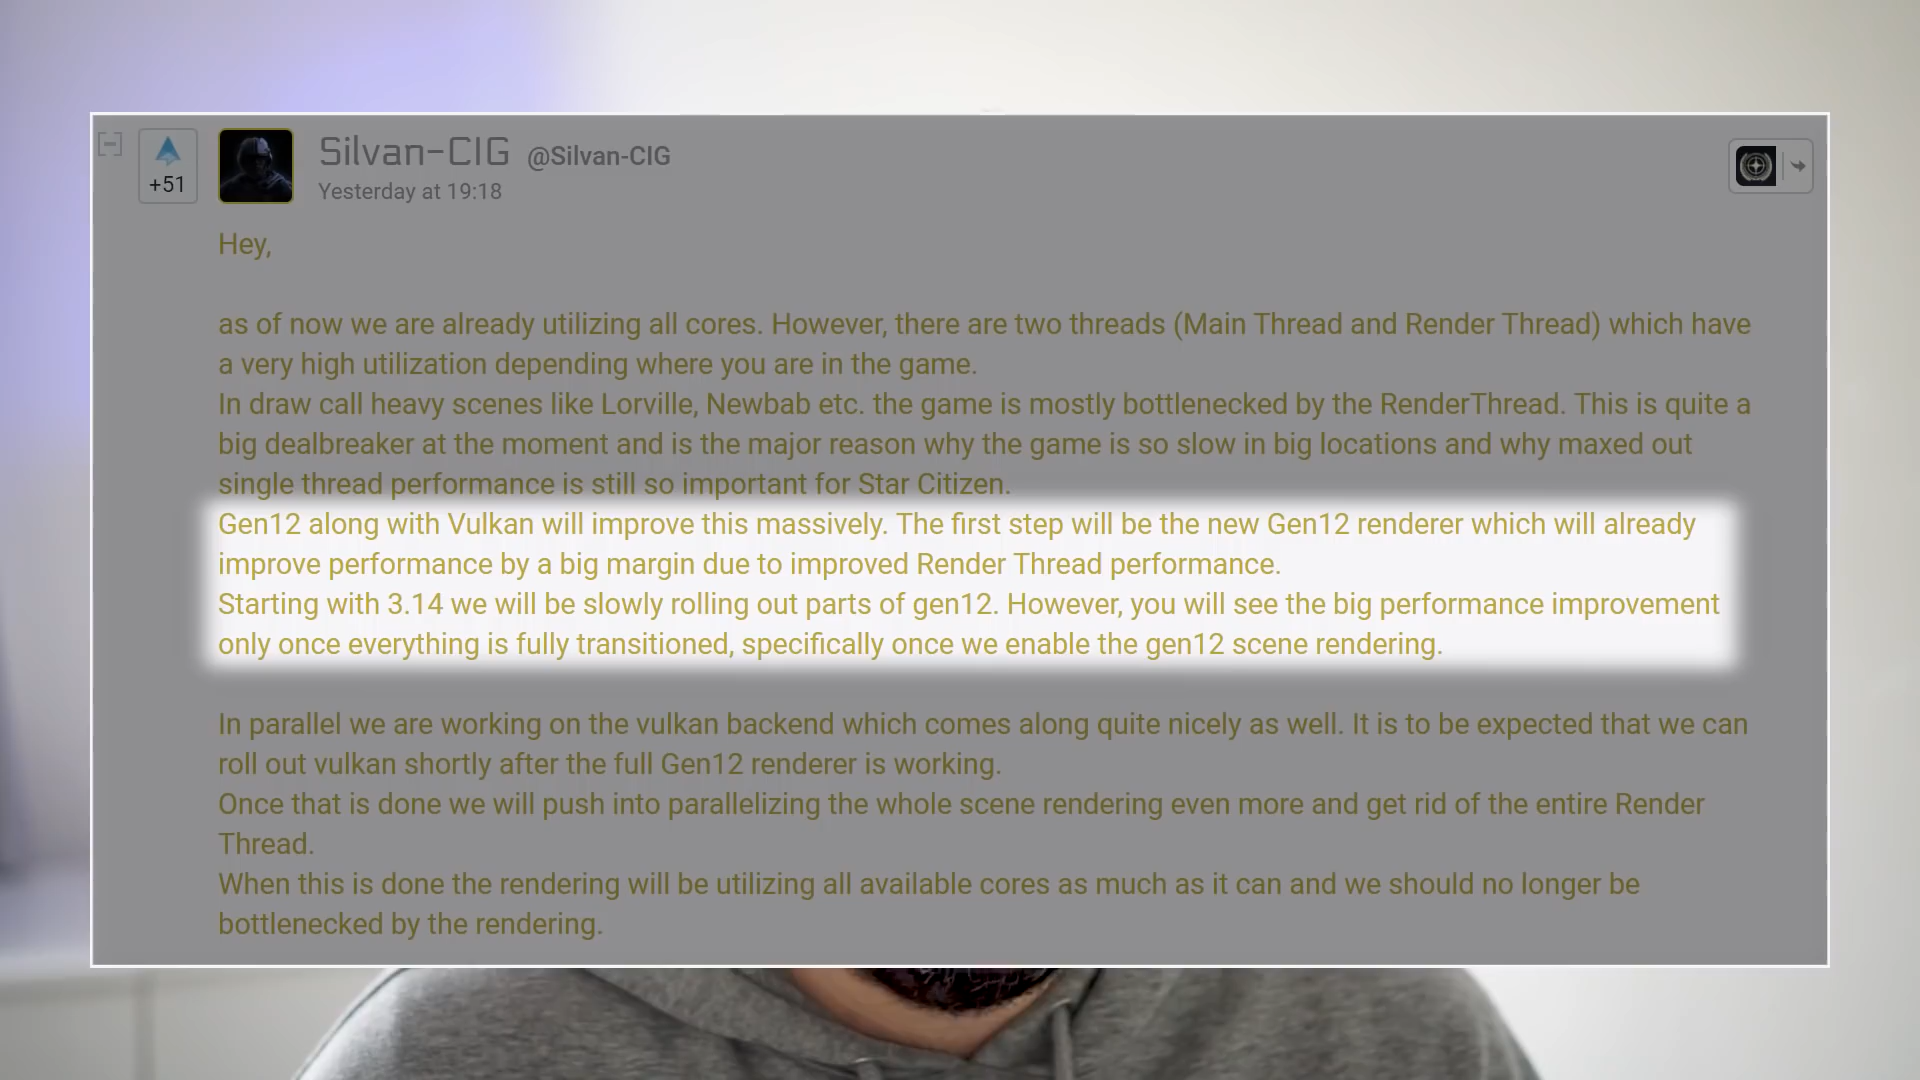 Silvan-CIG @Silvan-CIG
+51
Yesterday at 19:18
Hey,
as of now we are already utilizing all cores. However, there are two threads (Main Thread and Render Thread) which have
a very high utilization depending where you are in the game.
In draw call heavy scenes like Lorville, Newbab etc. the game is mostly bottlenecked by the RenderThread. This is quite a
big dealbreaker at the moment and is the major reason why the game is so slow in big locations and why maxed out
single thread performance is still so important for Star Citizen.
Gen12 along with Vulkan will improve this massively. The first step will be the new Gen12 renderer which will already
improve performance by a big margin due to improved Render Thread performance.
Starting with 3.14 we will be slowly rolling out parts of gen12. However, you will see the big performance improvement
only once everything is fully transitioned, specifically once we enable the gen12 scene rendering.
In parallel we are working on the vulkan backend which comes along quite nicely as well. It is to be expected that we can
roll out vulkan shortly after the full Gen12 renderer is working.
Once that is done we will push into parallelizing the whole scene rendering even more and get rid of the entire Render
Thread.
When this is done the rendering will be utilizing all available cores as much as it can and we should no longer be
bottlenecked by the rendering.